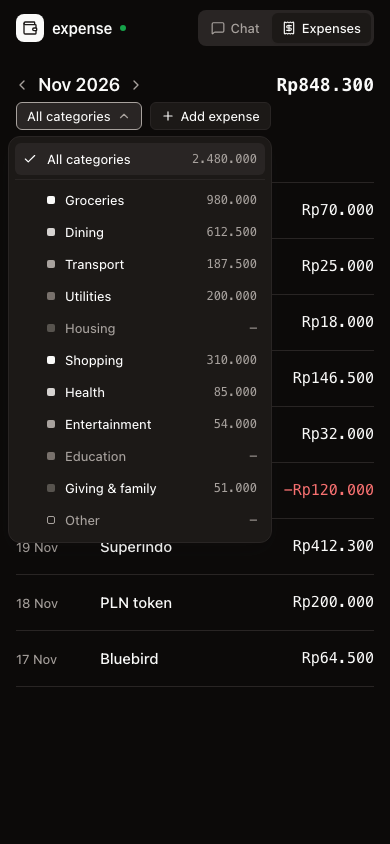 expense
Chat
Expenses
Nov 2026
Rp848.300
All categories
Add expense
All categories 2.480.000
Groceries 980.000
Dining 612.500
Transport 187.500
Utilities 200.000
Housing –
Shopping 310.000
Health 85.000
Entertainment 54.000
Education –
Giving & family 51.000
Other –
Rp70.000
Rp25.000
Rp18.000
Rp146.500
Rp32.000
−Rp120.000
19 Nov Superindo Rp412.300
18 Nov PLN token Rp200.000
17 Nov Bluebird Rp64.500